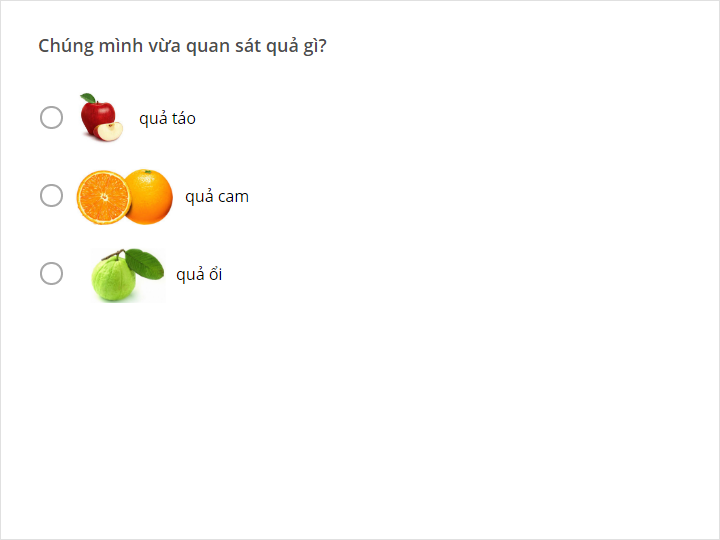 Chúng mình vừa quan sát quả gì?
quả táo
quả cam
quả ổi